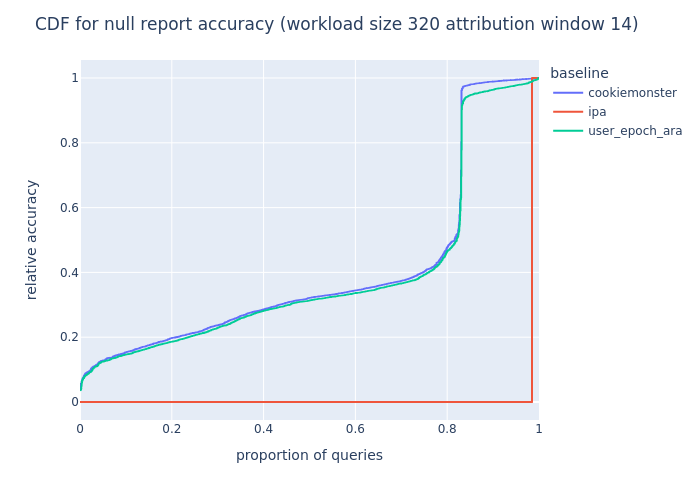 CDF for null report accuracy (workload size 320 attribution window 14)
baseline
cookiemonster
ipa
user_epoch_ara
relative accuracy
1
0.8
0.6
0.4
0.2
0
0 0.2 0.4 0.6 0.8 1
proportion of queries